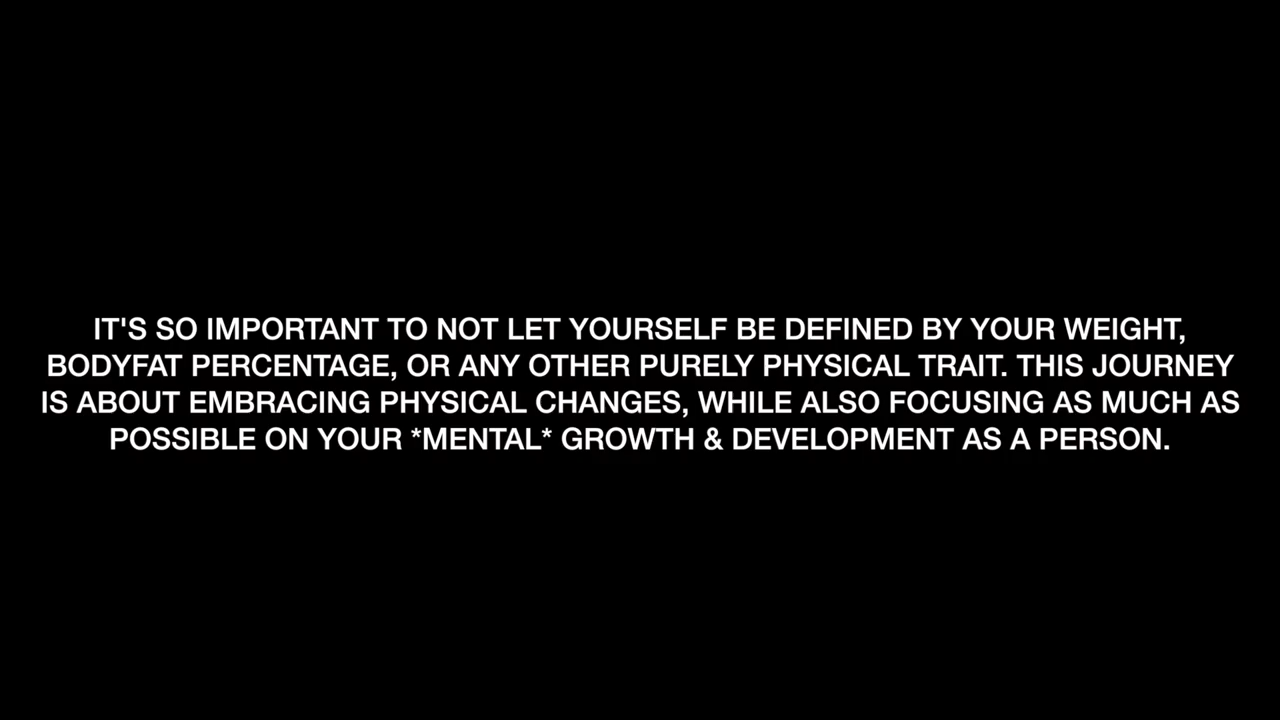 IT'S SO IMPORTANT TO NOT LET YOURSELF BE DEFINED BY YOUR WEIGHT,
BODYFAT PERCENTAGE, OR ANY OTHER PURELY PHYSICAL TRAIT. THIS JOURNEY
IS ABOUT EMBRACING PHYSICAL CHANGES, WHILE ALSO FOCUSING AS MUCH AS
POSSIBLE ON YOUR *MENTAL* GROWTH & DEVELOPMENT AS A PERSON.